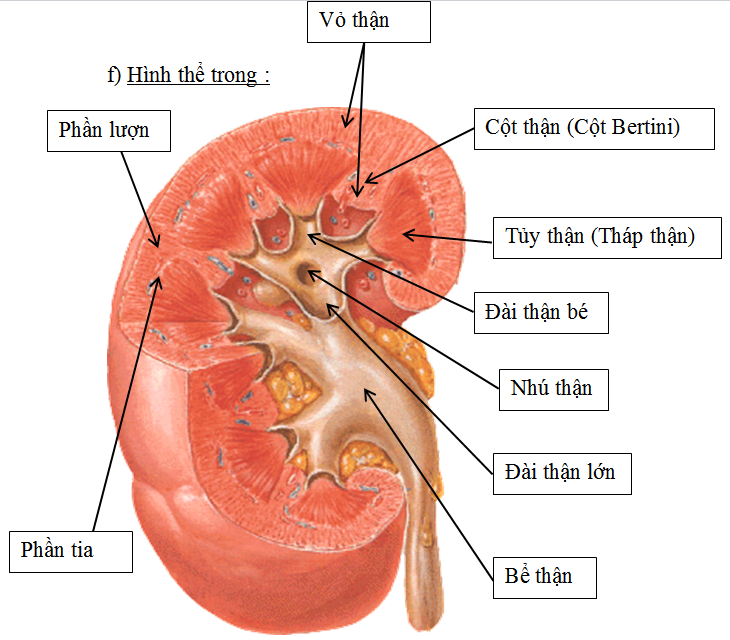 Vỏ thận
f) Hình thể trong :
Phần lượn
Cột thận (Cột Bertini)
Tủy thận (Tháp thận)
Đài thận bé
Nhú thận
Đài thận lớn
Phần tia
Bể thận